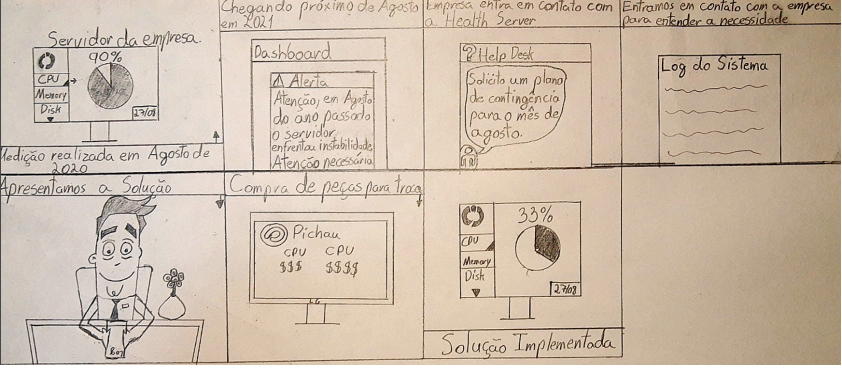 Servidor da empresa.
90%
CPU
Memory
Disk
27/08
Medição realizada em Agosto de
2020
Chegando próximo de Agosto
em 2021
Dashboard
⚠ Alerta
Atenção, em Agosto
do ano passado
o servidor,
enfrentou instabilidade
Atenção necessária
Empresa entra em contato com
a Health Server
Help Desk
Solicito um plano
de contingência
para o mês de
agosto.
Entramos em contato com a empresa
para entender a necessidade
Log do Sistema
Apresentamos a Solução
Compra de peças para troca
Pichau
CPU CPU
$$$ $$$$
33%
CPU
Memory
Disk
27/08
Solução Implementada